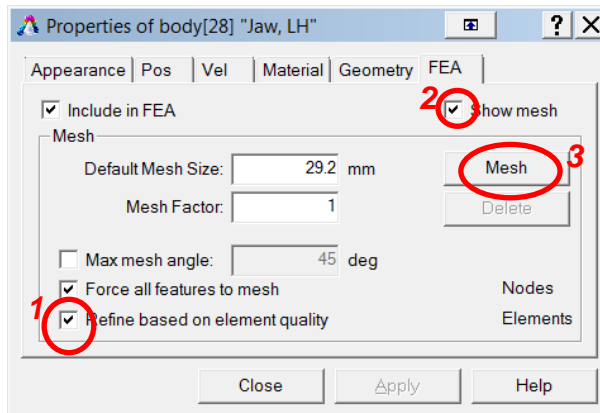 Properties of body[28] "Jaw, LH" ? X
Appearance Pos Vel Material Geometry FEA
Include in FEA 2 Show mesh
Mesh 3
Default Mesh Size: 29.2 mm Mesh
Mesh Factor: 1 Delete
Max mesh angle: 45 deg
Force all features to mesh Nodes
1 Refine based on element quality Elements
Close Apply Help